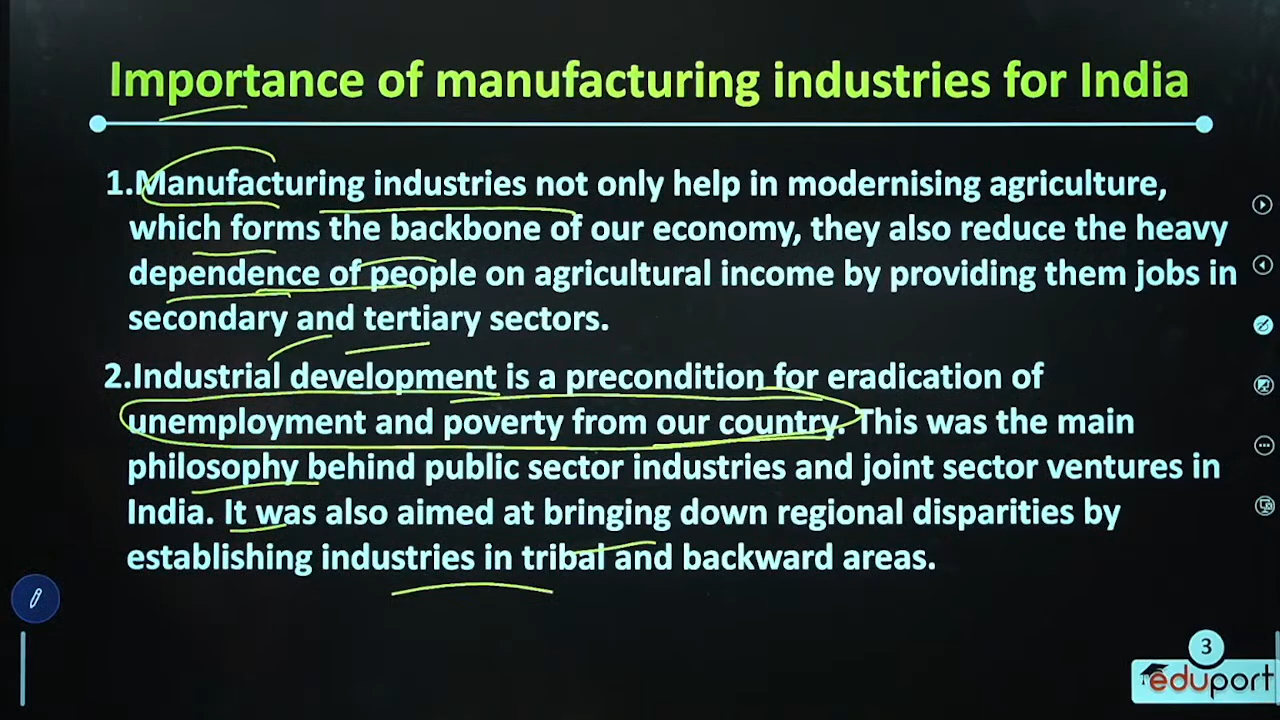 Importance of manufacturing industries for India
1.Manufacturing industries not only help in modernising agriculture,
which forms the backbone of our economy, they also reduce the heavy
dependence of people on agricultural income by providing them jobs in
secondary and tertiary sectors.
2.Industrial development is a precondition for eradication of
unemployment and poverty from our country. This was the main
philosophy behind public sector industries and joint sector ventures in
India. It was also aimed at bringing down regional disparities by
establishing industries in tribal and backward areas.
3
eduport